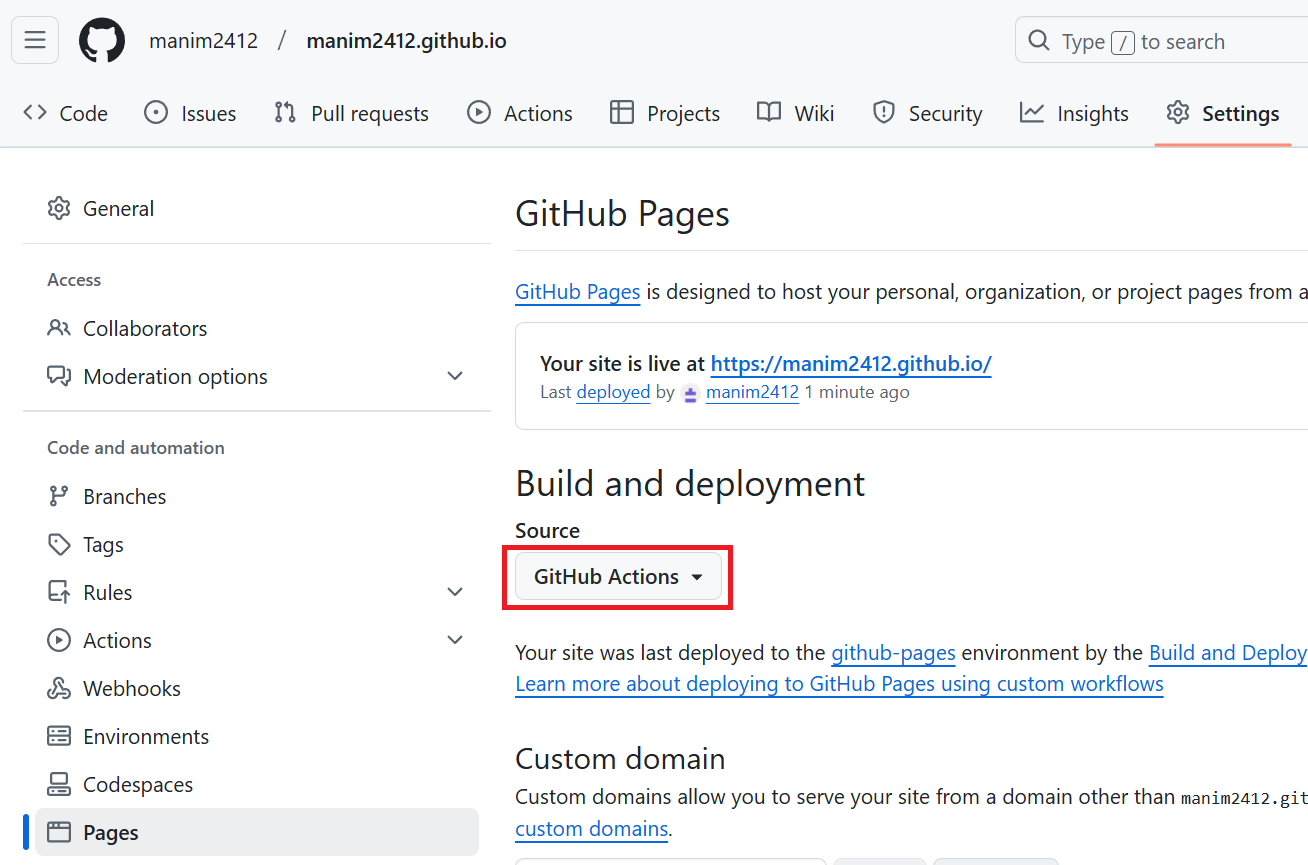 manim2412 / manim2412.github.io
Type / to search
Code Issues Pull requests Actions Projects Wiki Security Insights Settings
General
Access
Collaborators
Moderation options
Code and automation
Branches
Tags
Rules
Actions
Webhooks
Environments
Codespaces
Pages
GitHub Pages
GitHub Pages is designed to host your personal, organization, or project pages from a
Your site is live at https://manim2412.github.io/
Last deployed by manim2412 1 minute ago
Build and deployment
Source
GitHub Actions
Your site was last deployed to the github-pages environment by the Build and Deploy
Learn more about deploying to GitHub Pages using custom workflows
Custom domain
Custom domains allow you to serve your site from a domain other than manim2412.git
custom domains.